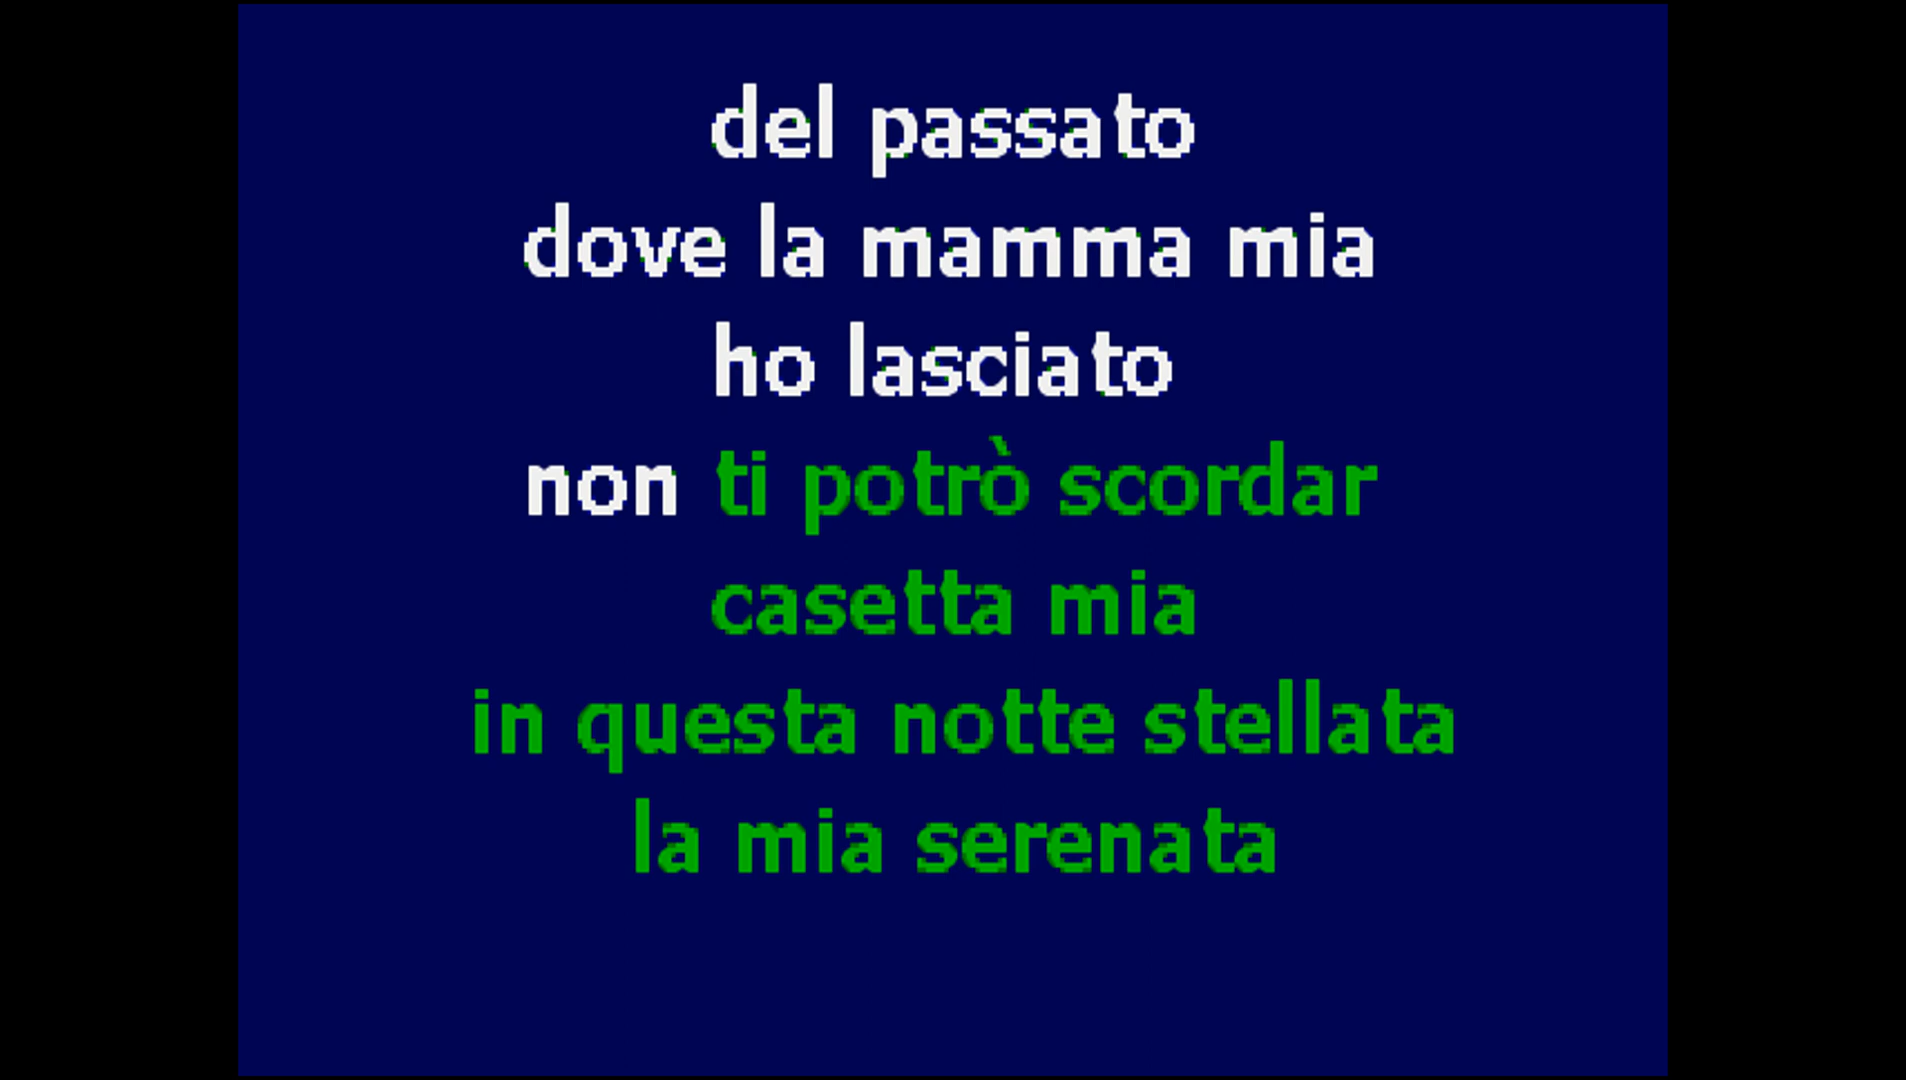 del passato
dove la mamma mia
ho lasciato
non ti potrò scordar
casetta mia
in questa notte stellata
la mia serenata